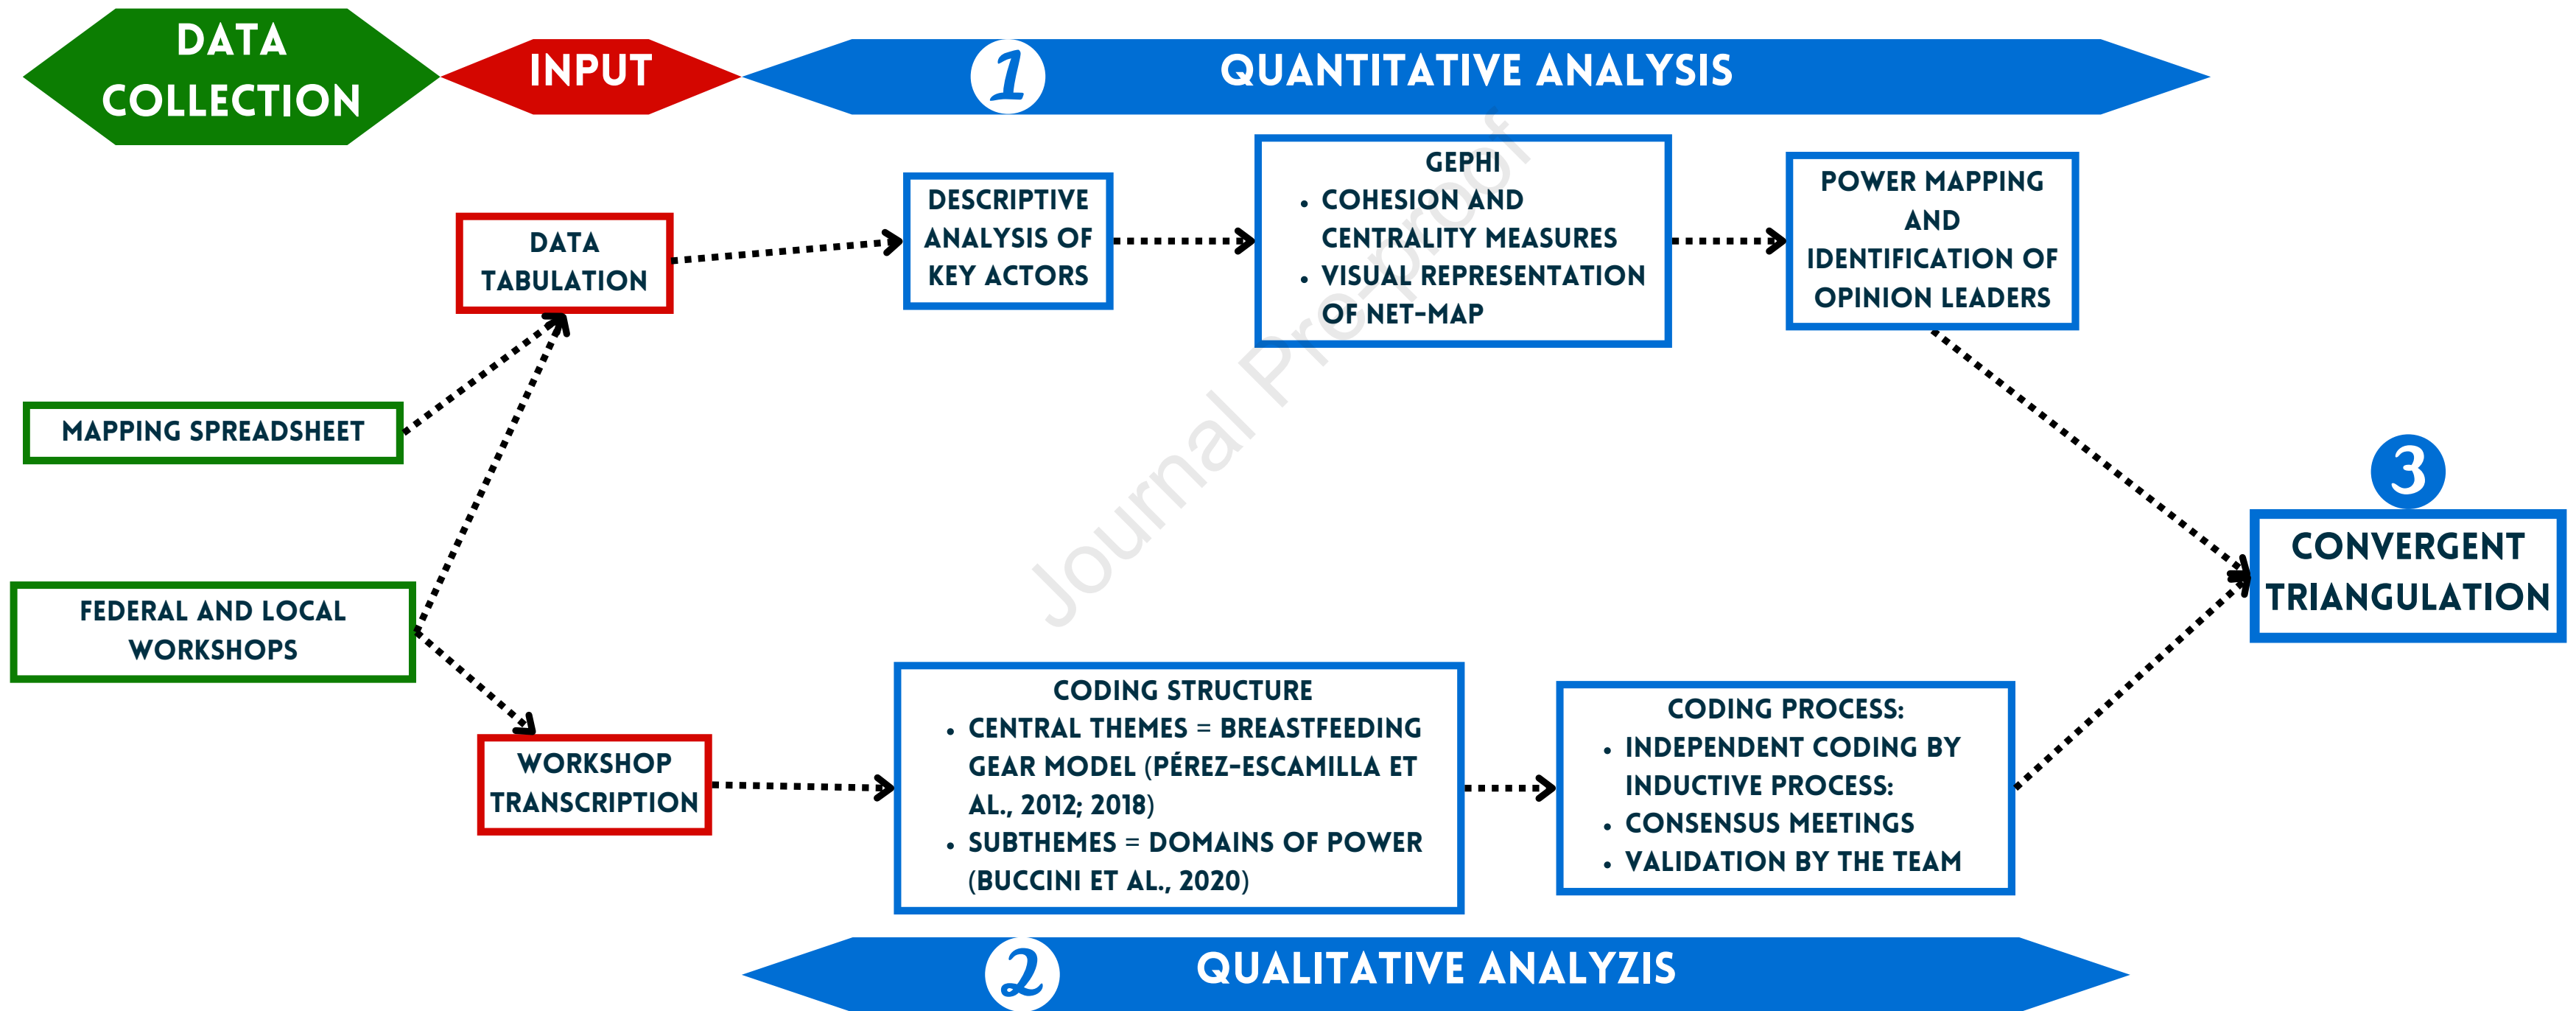 DATA
COLLECTION
INPUT
1
QUANTITATIVE ANALYSIS
DESCRIPTIVE
ANALYSIS OF
KEY ACTORS
GEPHI
• COHESION AND
CENTRALITY MEASURES
• VISUAL REPRESENTATION
OF NET-MAP
POWER MAPPING
AND
IDENTIFICATION OF
OPINION LEADERS
DATA
TABULATION
MAPPING SPREADSHEET
Journal Pre-proof
3
CONVERGENT
TRIANGULATION
FEDERAL AND LOCAL
WORKSHOPS
WORKSHOP
TRANSCRIPTION
CODING STRUCTURE
• CENTRAL THEMES = BREASTFEEDING
GEAR MODEL (PÉREZ-ESCAMILLA ET
AL., 2012; 2018)
• SUBTHEMES = DOMAINS OF POWER
(BUCCINI ET AL., 2020)
CODING PROCESS:
• INDEPENDENT CODING BY
INDUCTIVE PROCESS:
• CONSENSUS MEETINGS
• VALIDATION BY THE TEAM
2
QUALITATIVE ANALYZIS